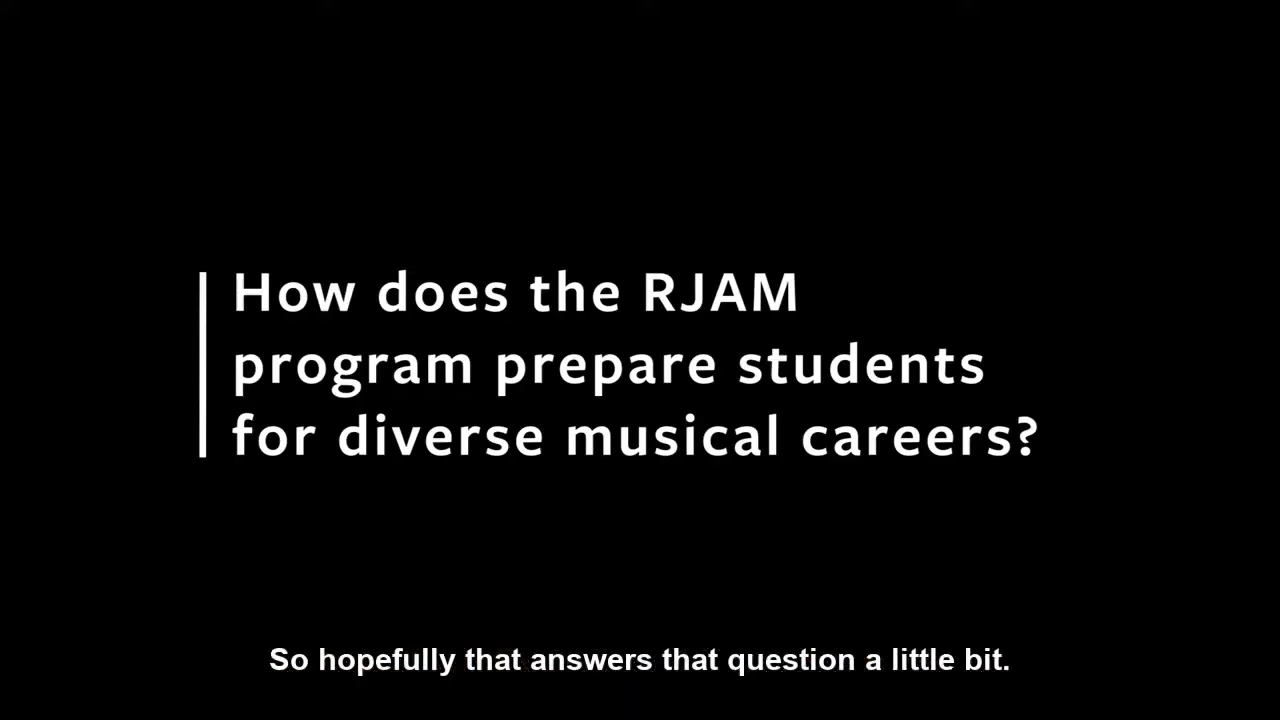 How does the RJAM
program prepare students
for diverse musical careers?
So hopefully that answers that question a little bit.